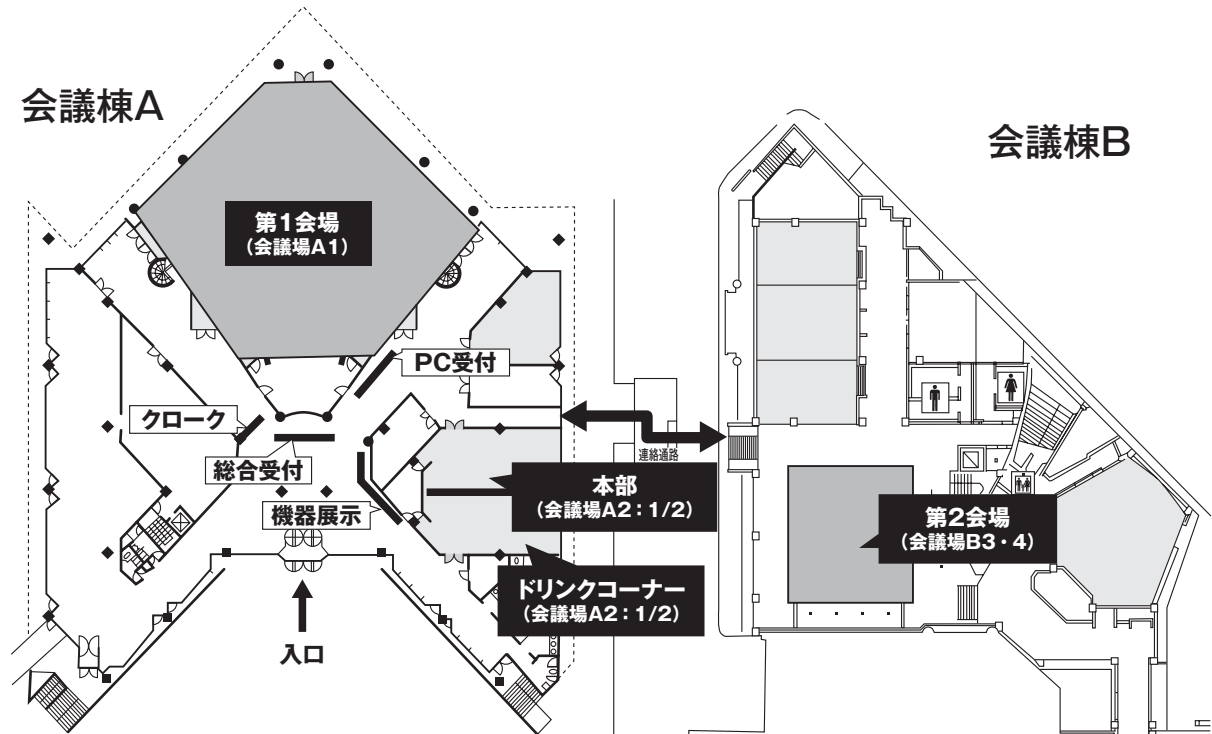 会議棟A
会議棟B
第1会場
（会議場A1）
PC受付
クローク
総合受付
連絡通路
本部
（会議場A2：1/2）
機器展示
第2会場
（会議場B3・4）
ドリンクコーナー
（会議場A2：1/2）
入口